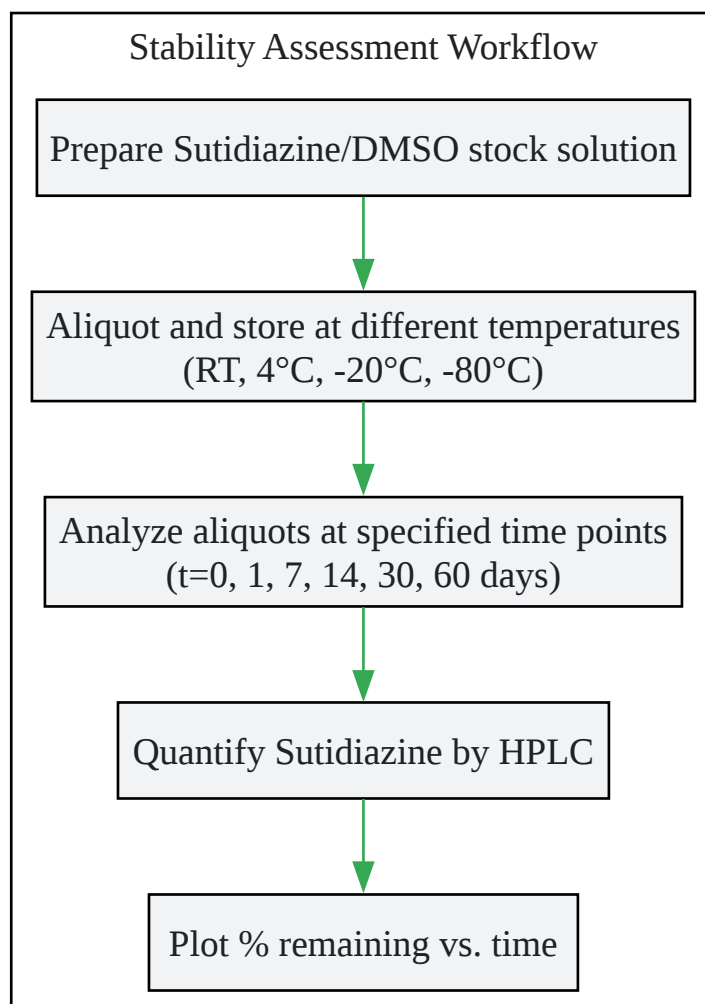 Stability Assessment Workflow
Prepare Sutidiazine/DMSO stock solution
Aliquot and store at different temperatures
(RT, 4°C, -20°C, -80°C)
Analyze aliquots at specified time points
(t=0, 1, 7, 14, 30, 60 days)
Quantify Sutidiazine by HPLC
Plot % remaining vs. time